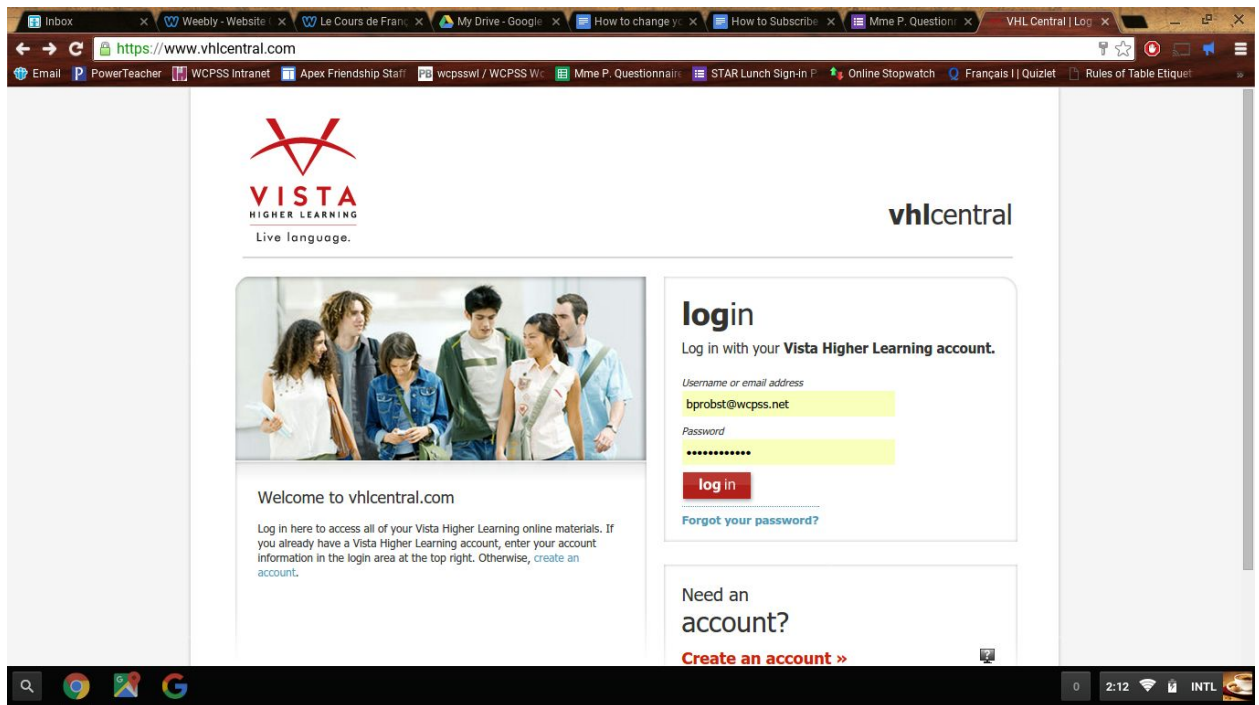 Inbox
Weebly - Website
Le Cours de Fran
My Drive - Google
How to change yo
How to Subscribe
Mme P. Question
VHL Central | Log
https://www.vhlcentral.com
Email PowerTeacher WCPSS Intranet Apex Friendship Staff PB wcpsswl / WCPSS Wc Mme P. Questionnaire STAR Lunch Sign-in P Online Stopwatch Français I | Quizlet Rules of Table Etiquet »
VISTA
HIGHER LEARNING
Live language.
vhlcentral
login
Log in with your Vista Higher Learning account.
Username or email address
bprobst@wcpss.net
Password
••••••••••••
log in
Forgot your password?
Welcome to vhlcentral.com
Log in here to access all of your Vista Higher Learning online materials. If
you already have a Vista Higher Learning account, enter your account
information in the login area at the top right. Otherwise, create an
account.
Need an
account?
Create an account »
?
0 2:12 INTL